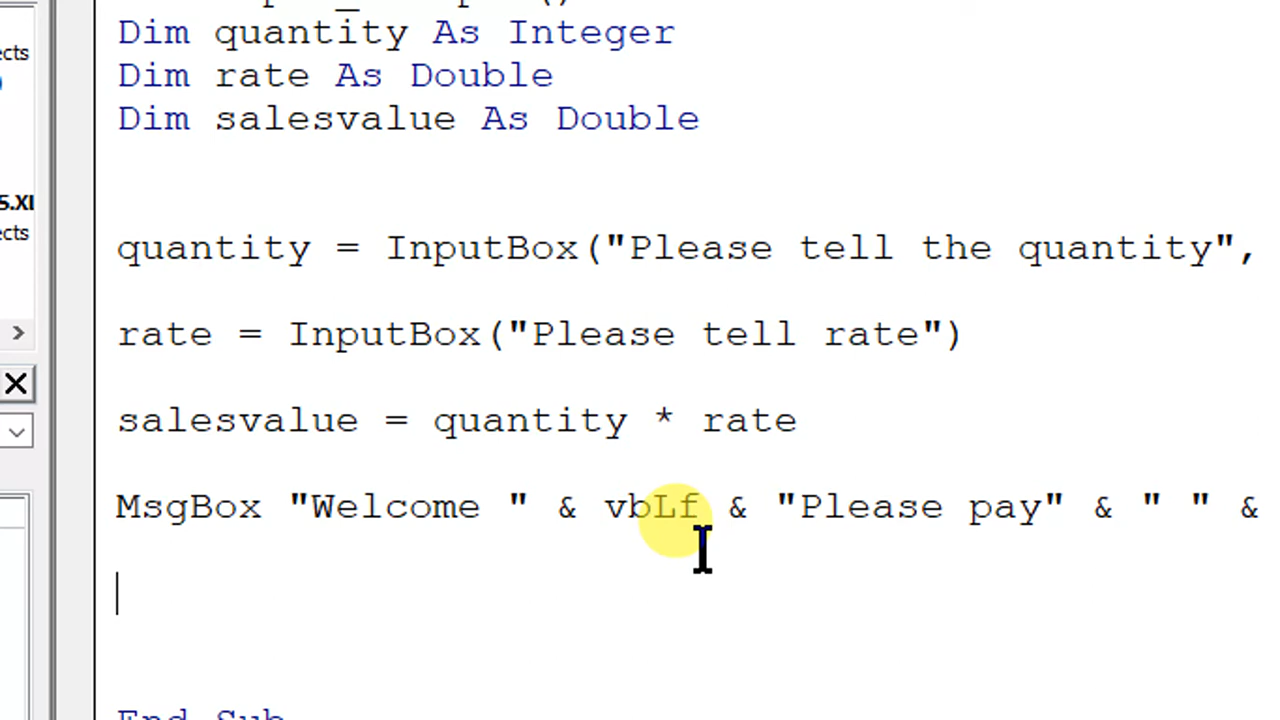 Dim quantity As Integer
ects
Dim rate As Double
Dim salesvalue As Double
5.XL
ects
quantity = InputBox("Please tell the quantity",
rate = InputBox("Please tell rate")
salesvalue = quantity * rate
MsgBox "Welcome " & vbLf & "Please pay" & " " &
End Sub